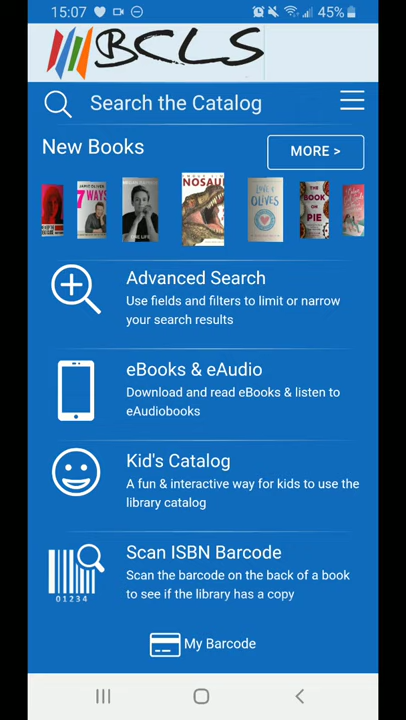 15:07
45%
BCLS
Search the Catalog
New Books
MORE >
7 WAYS
LOVE & OLIVES
THE BOOK ON PIE
Advanced Search
Use fields and filters to limit or narrow
your search results
eBooks & eAudio
Download and read eBooks & listen to
eAudiobooks
Kid's Catalog
A fun & interactive way for kids to use the
library catalog
Scan ISBN Barcode
Scan the barcode on the back of a book
to see if the library has a copy
01234
My Barcode